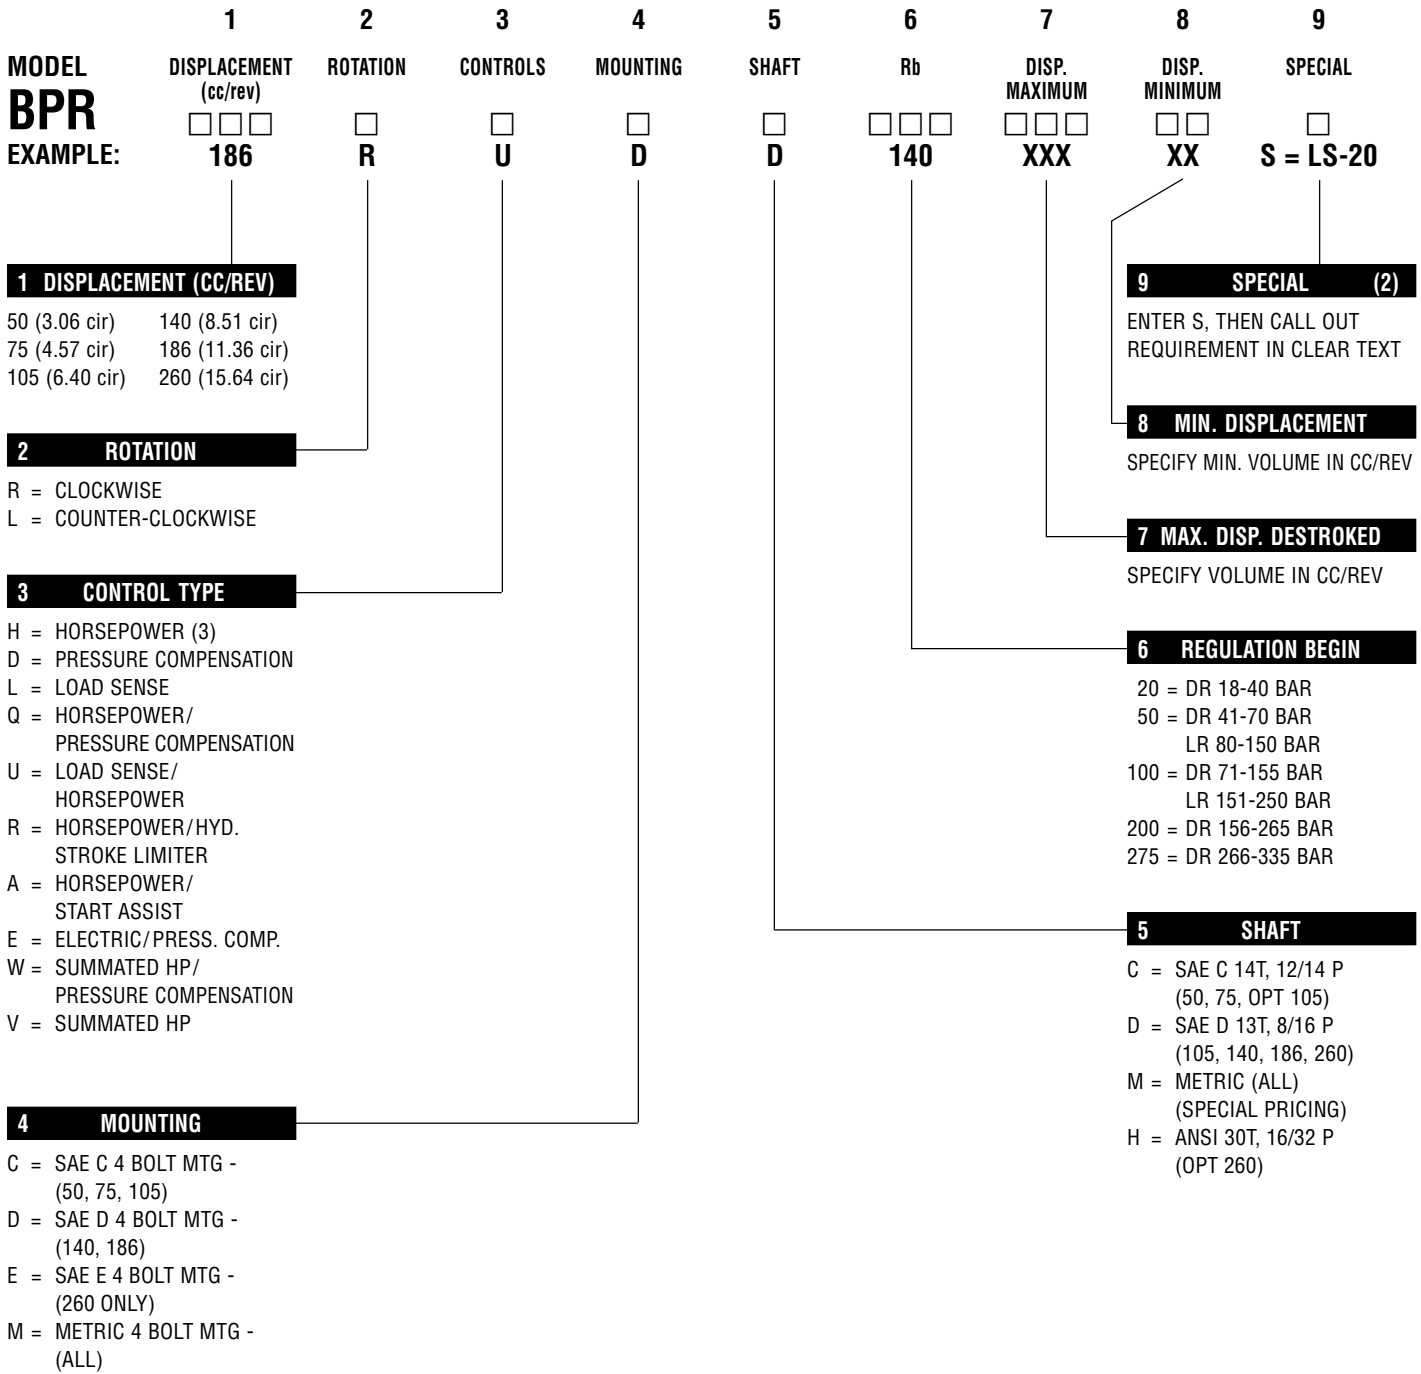 1 2 3 4 5 6 7 8 9
MODEL DISPLACEMENT ROTATION CONTROLS MOUNTING SHAFT Rb DISP. DISP. SPECIAL
(cc/rev) MAXIMUM MINIMUM
BPR □□□ □ □ □ □ □□□ □□□ □□ □
EXAMPLE: 186 R U D D 140 XXX XX S = LS-20
1 DISPLACEMENT (CC/REV)
50 (3.06 cir) 140 (8.51 cir)
75 (4.57 cir) 186 (11.36 cir)
105 (6.40 cir) 260 (15.64 cir)
2 ROTATION
R = CLOCKWISE
L = COUNTER-CLOCKWISE
3 CONTROL TYPE
H = HORSEPOWER (3)
D = PRESSURE COMPENSATION
L = LOAD SENSE
Q = HORSEPOWER/
PRESSURE COMPENSATION
U = LOAD SENSE/
HORSEPOWER
R = HORSEPOWER/HYD.
STROKE LIMITER
A = HORSEPOWER/
START ASSIST
E = ELECTRIC/PRESS. COMP.
W = SUMMATED HP/
PRESSURE COMPENSATION
V = SUMMATED HP
4 MOUNTING
C = SAE C 4 BOLT MTG -
(50, 75, 105)
D = SAE D 4 BOLT MTG -
(140, 186)
E = SAE E 4 BOLT MTG -
(260 ONLY)
M = METRIC 4 BOLT MTG -
(ALL)
9 SPECIAL (2)
ENTER S, THEN CALL OUT
REQUIREMENT IN CLEAR TEXT
8 MIN. DISPLACEMENT
SPECIFY MIN. VOLUME IN CC/REV
7 MAX. DISP. DESTROKED
SPECIFY VOLUME IN CC/REV
6 REGULATION BEGIN
20 = DR 18-40 BAR
50 = DR 41-70 BAR
LR 80-150 BAR
100 = DR 71-155 BAR
LR 151-250 BAR
200 = DR 156-265 BAR
275 = DR 266-335 BAR
5 SHAFT
C = SAE C 14T, 12/14 P
(50, 75, OPT 105)
D = SAE D 13T, 8/16 P
(105, 140, 186, 260)
M = METRIC (ALL)
(SPECIAL PRICING)
H = ANSI 30T, 16/32 P
(OPT 260)